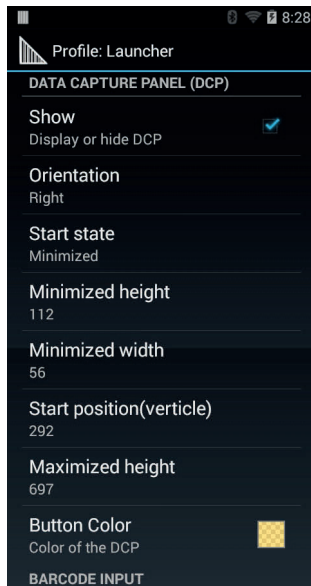 8:28
Profile: Launcher
DATA CAPTURE PANEL (DCP)
Show
Display or hide DCP
Orientation
Right
Start state
Minimized
Minimized height
112
Minimized width
56
Start position(verticle)
292
Maximized height
697
Button Color
Color of the DCP
BARCODE INPUT